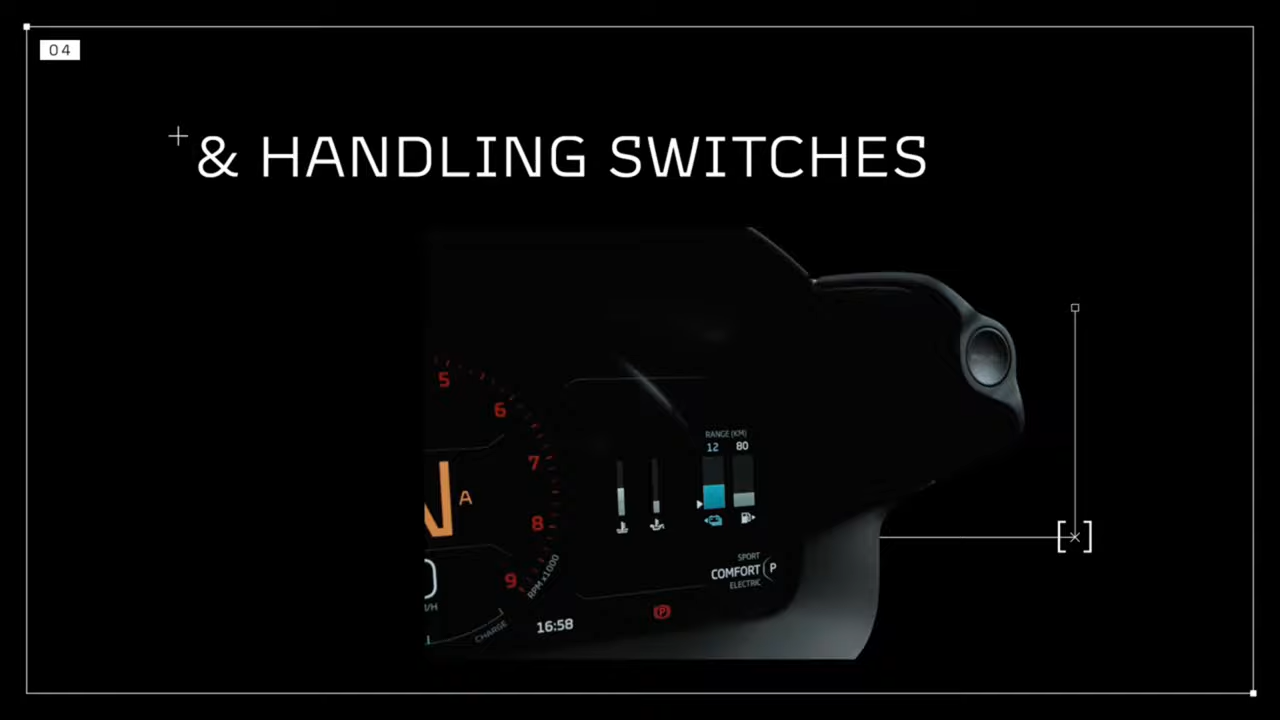 04
& HANDLING SWITCHES
5
6
RANGE (KM)
12 80
7
N A
8
SPORT
COMFORT P
ELECTRIC
9
RPM x1000
P
16:58
CHARGE